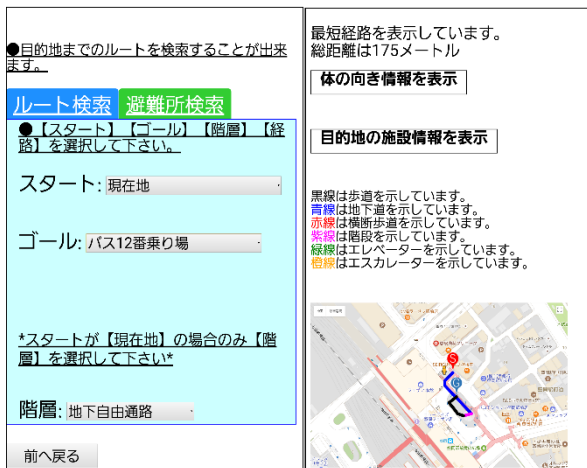 ●目的地までのルートを検索することが出来
ます。
ルート検索 避難所検索
●【スタート】【ゴール】【階層】【経
路】を選択して下さい。
スタート: 現在地
ゴール: バス12番乗り場
*スタートが【現在地】の場合のみ【階
層】を選択して下さい*
階層: 地下自由通路
前へ戻る
最短経路を表示しています。
総距離は175メートル
体の向き情報を表示
目的地の施設情報を表示
黒線は歩道を示しています。
青線は地下道を示しています。
赤線は横断歩道を示しています。
紫線は階段を示しています。
緑線はエレベーターを示しています。
橙線はエスカレーターを示しています。
S
G